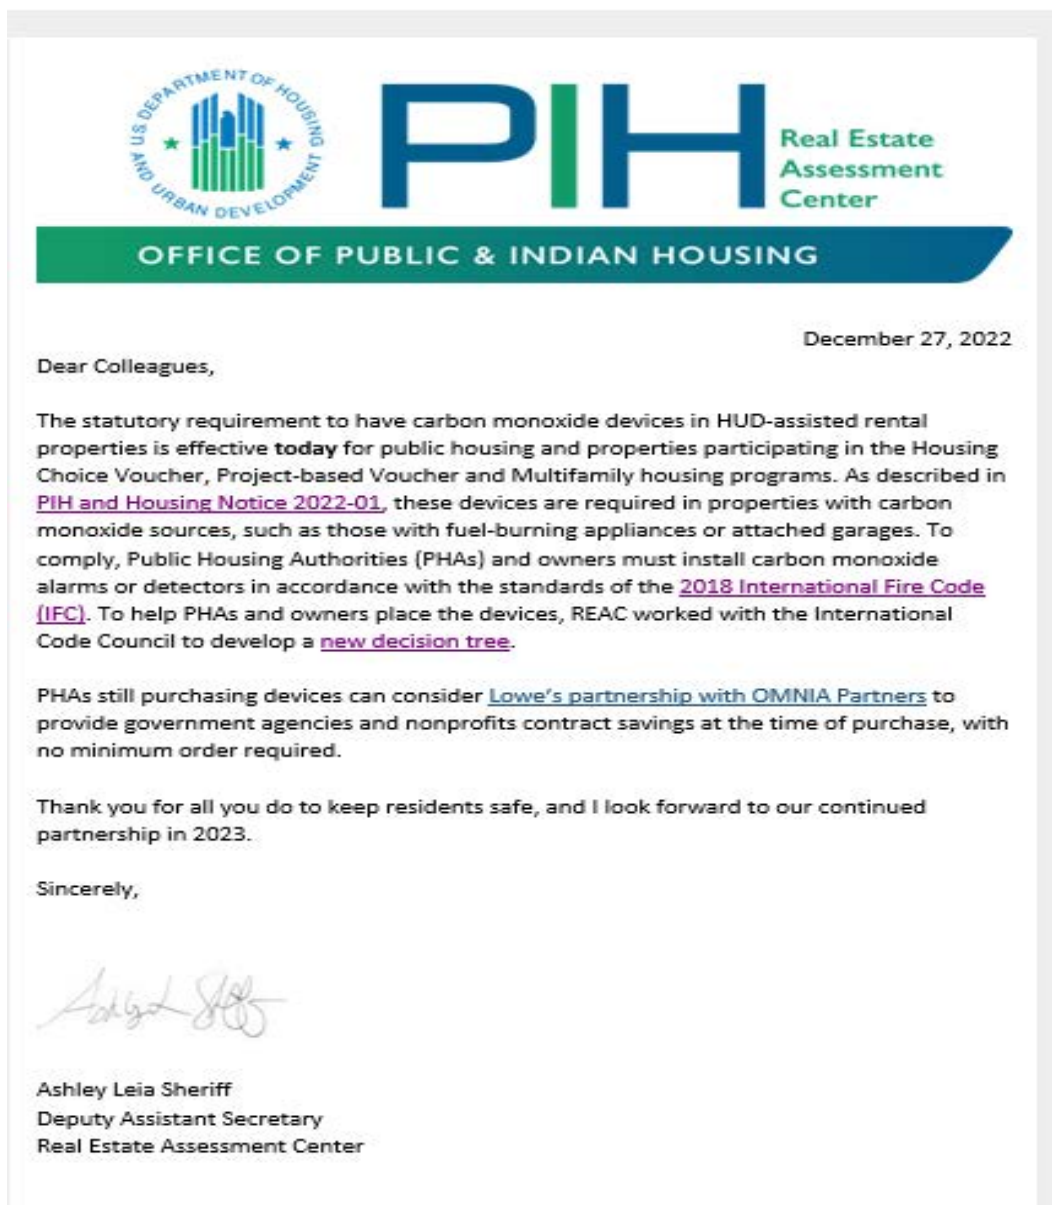 US DEPARTMENT OF HOUSING
AND URBAN DEVELOPMENT
PIH
Real Estate
Assessment
Center
OFFICE OF PUBLIC & INDIAN HOUSING
December 27, 2022
Dear Colleagues,
The statutory requirement to have carbon monoxide devices in HUD-assisted rental
properties is effective today for public housing and properties participating in the Housing
Choice Voucher, Project-based Voucher and Multifamily housing programs. As described in
PIH and Housing Notice 2022-01, these devices are required in properties with carbon
monoxide sources, such as those with fuel-burning appliances or attached garages. To
comply, Public Housing Authorities (PHAs) and owners must install carbon monoxide
alarms or detectors in accordance with the standards of the 2018 International Fire Code
(IFC). To help PHAs and owners place the devices, REAC worked with the International
Code Council to develop a new decision tree.
PHAs still purchasing devices can consider Lowe's partnership with OMNIA Partners to
provide government agencies and nonprofits contract savings at the time of purchase, with
no minimum order required.
Thank you for all you do to keep residents safe, and I look forward to our continued
partnership in 2023.
Sincerely,
Ashley Leia Sheriff
Deputy Assistant Secretary
Real Estate Assessment Center